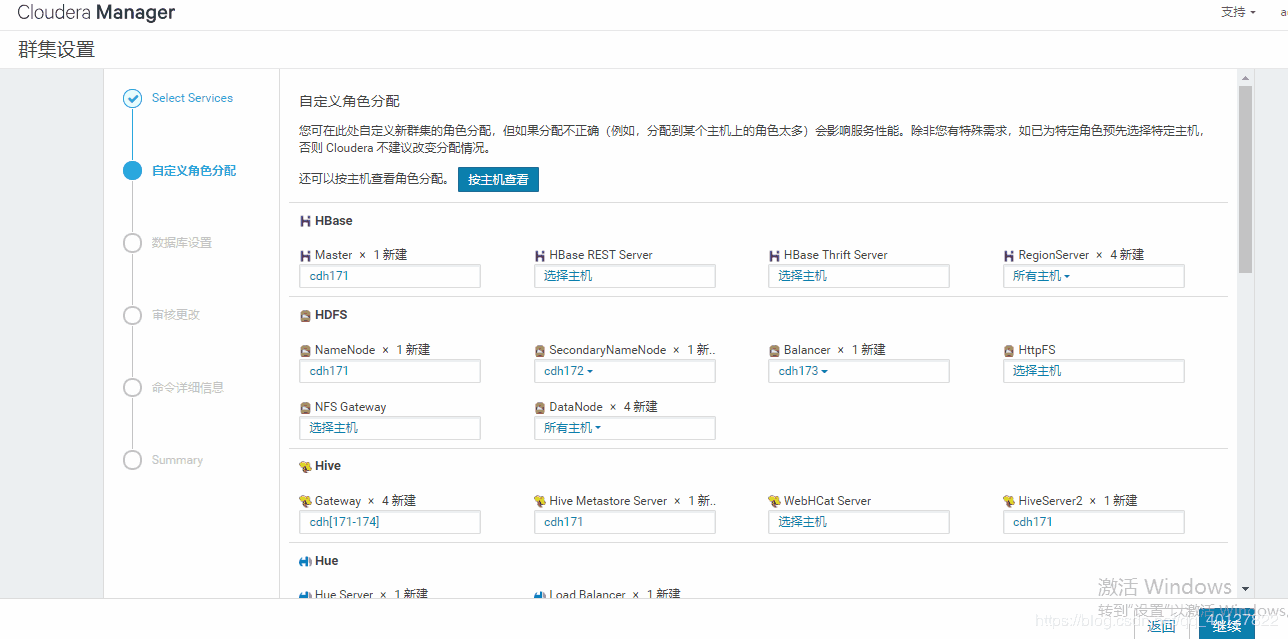 Cloudera Manager
支持
a
群集设置
Select Services
自定义角色分配
数据库设置
审核更改
命令详细信息
Summary
自定义角色分配
您可在此处自定义新群集的角色分配，但如果分配不正确（例如，分配到某个主机上的角色太多）会影响服务性能。除非您有特殊需求，如已为特定角色预先选择特定主机，
否则 Cloudera 不建议改变分配情况。
还可以按主机查看角色分配。 按主机查看
HBase
Master × 1 新建
cdh171
HBase REST Server
选择主机
HBase Thrift Server
选择主机
RegionServer × 4 新建
所有主机
HDFS
NameNode × 1 新建
cdh171
SecondaryNameNode × 1 新..
cdh172
Balancer × 1 新建
cdh173
HttpFS
选择主机
NFS Gateway
选择主机
DataNode × 4 新建
所有主机
Hive
Gateway × 4 新建
cdh[171-174]
Hive Metastore Server × 1 新..
cdh171
WebHCat Server
选择主机
HiveServer2 × 1 新建
cdh171
Hue
Hue Server × 1 新建
Load Balancer × 1 新建
激活 Windows
转到"设置"以激活 Windows。
返回
继续